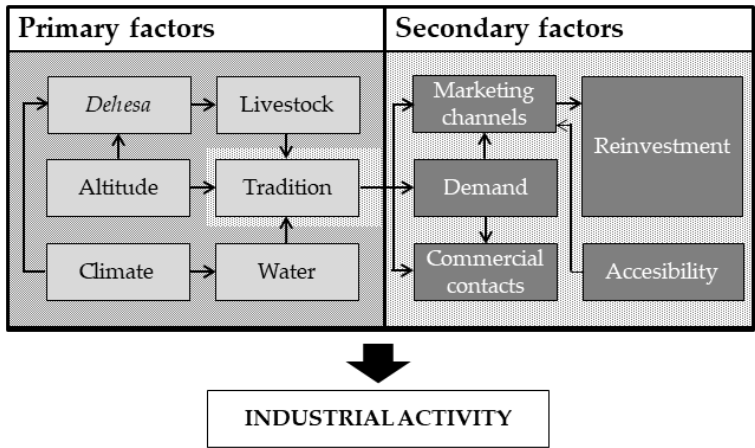 Primary factors
Secondary factors
Dehesa
Livestock
Marketing
channels
Reinvestment
Altitude
Tradition
Demand
Climate
Water
Commercial
contacts
Accesibility
INDUSTRIAL ACTIVITY